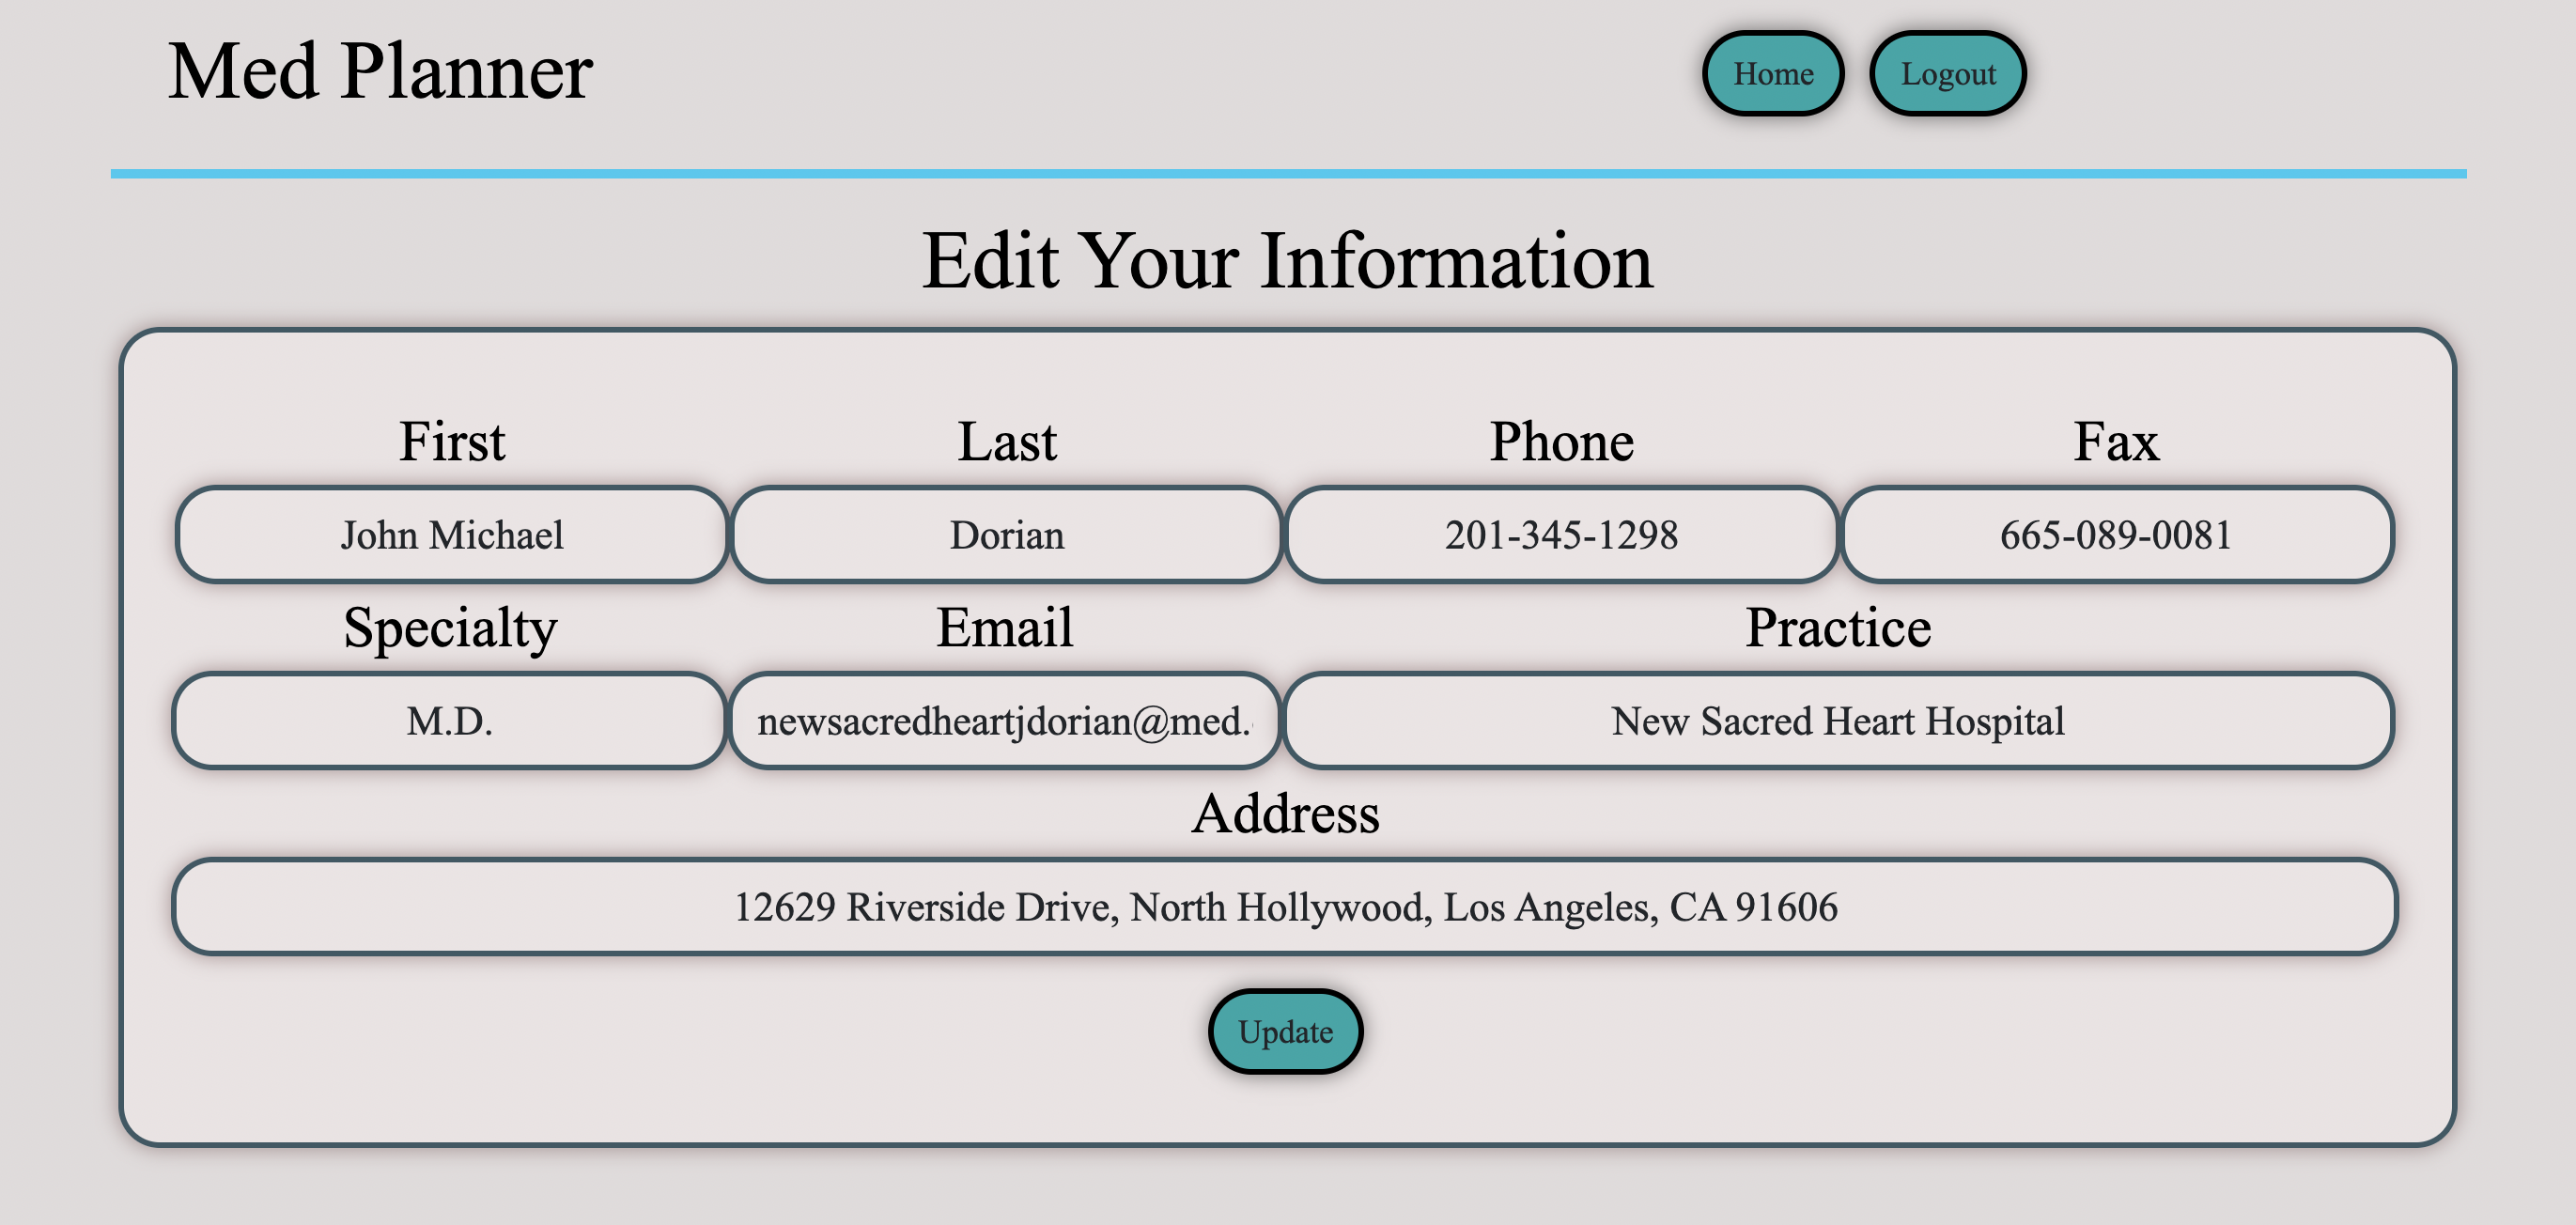 Med Planner
Home Logout
Edit Your Information
First Last Phone Fax
John Michael Dorian 201-345-1298 665-089-0081
Specialty Email Practice
M.D. newsacredheartjdorian@med. New Sacred Heart Hospital
Address
12629 Riverside Drive, North Hollywood, Los Angeles, CA 91606
Update